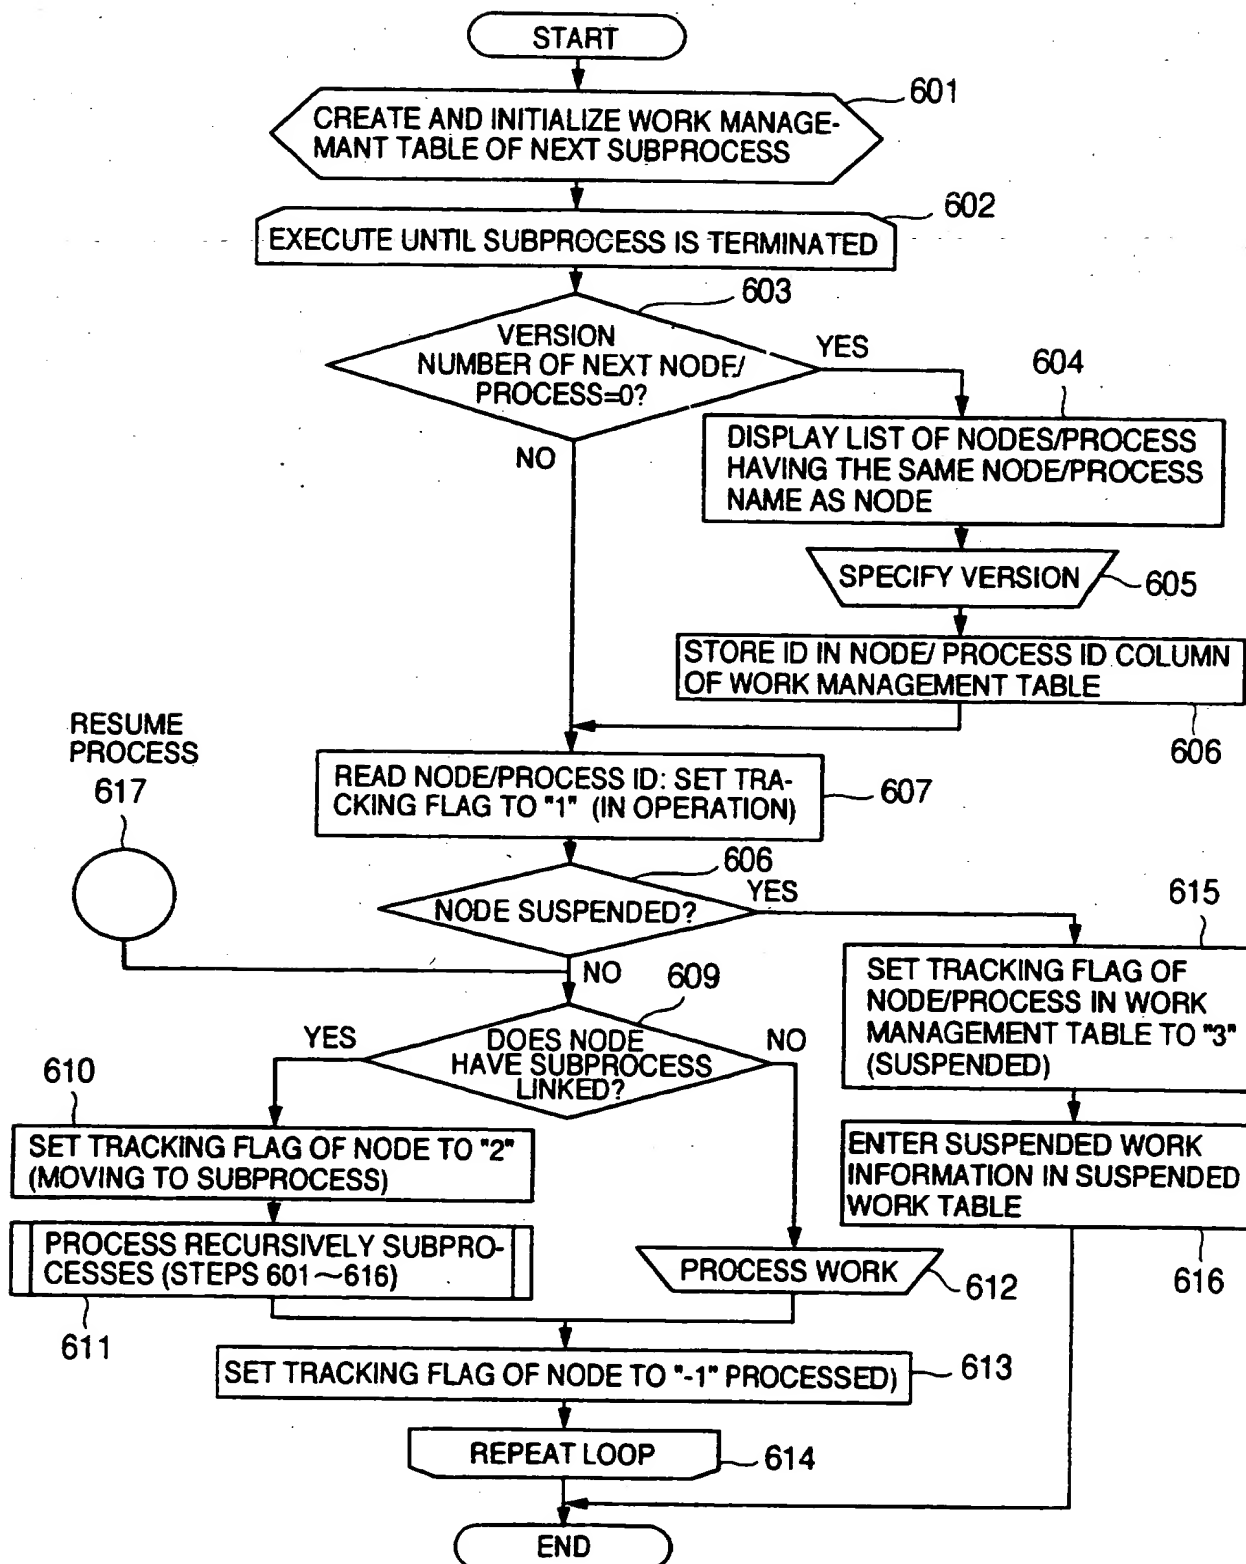 START
601
CREATE AND INITIALIZE WORK MANAGE-
MANT TABLE OF NEXT SUBPROCESS
602
EXECUTE UNTIL SUBPROCESS IS TERMINATED
603
VERSION
NUMBER OF NEXT NODE/
PROCESS=0?
YES
NO
604
DISPLAY LIST OF NODES/PROCESS
HAVING THE SAME NODE/PROCESS
NAME AS NODE
SPECIFY VERSION
605
STORE ID IN NODE/ PROCESS ID COLUMN
OF WORK MANAGEMENT TABLE
606
RESUME
PROCESS
617
READ NODE/PROCESS ID: SET TRA-
CKING FLAG TO "1" (IN OPERATION)
607
606
NODE SUSPENDED?
YES
NO
615
SET TRACKING FLAG OF
NODE/PROCESS IN WORK
MANAGEMENT TABLE TO "3"
(SUSPENDED)
609
DOES NODE
HAVE SUBPROCESS
LINKED?
YES
NO
610
SET TRACKING FLAG OF NODE TO "2"
(MOVING TO SUBPROCESS)
ENTER SUSPENDED WORK
INFORMATION IN SUSPENDED
WORK TABLE
616
PROCESS RECURSIVELY SUBPRO-
CESSES (STEPS 601~616)
611
PROCESS WORK
612
SET TRACKING FLAG OF NODE TO "-1" PROCESSED)
613
REPEAT LOOP
614
END